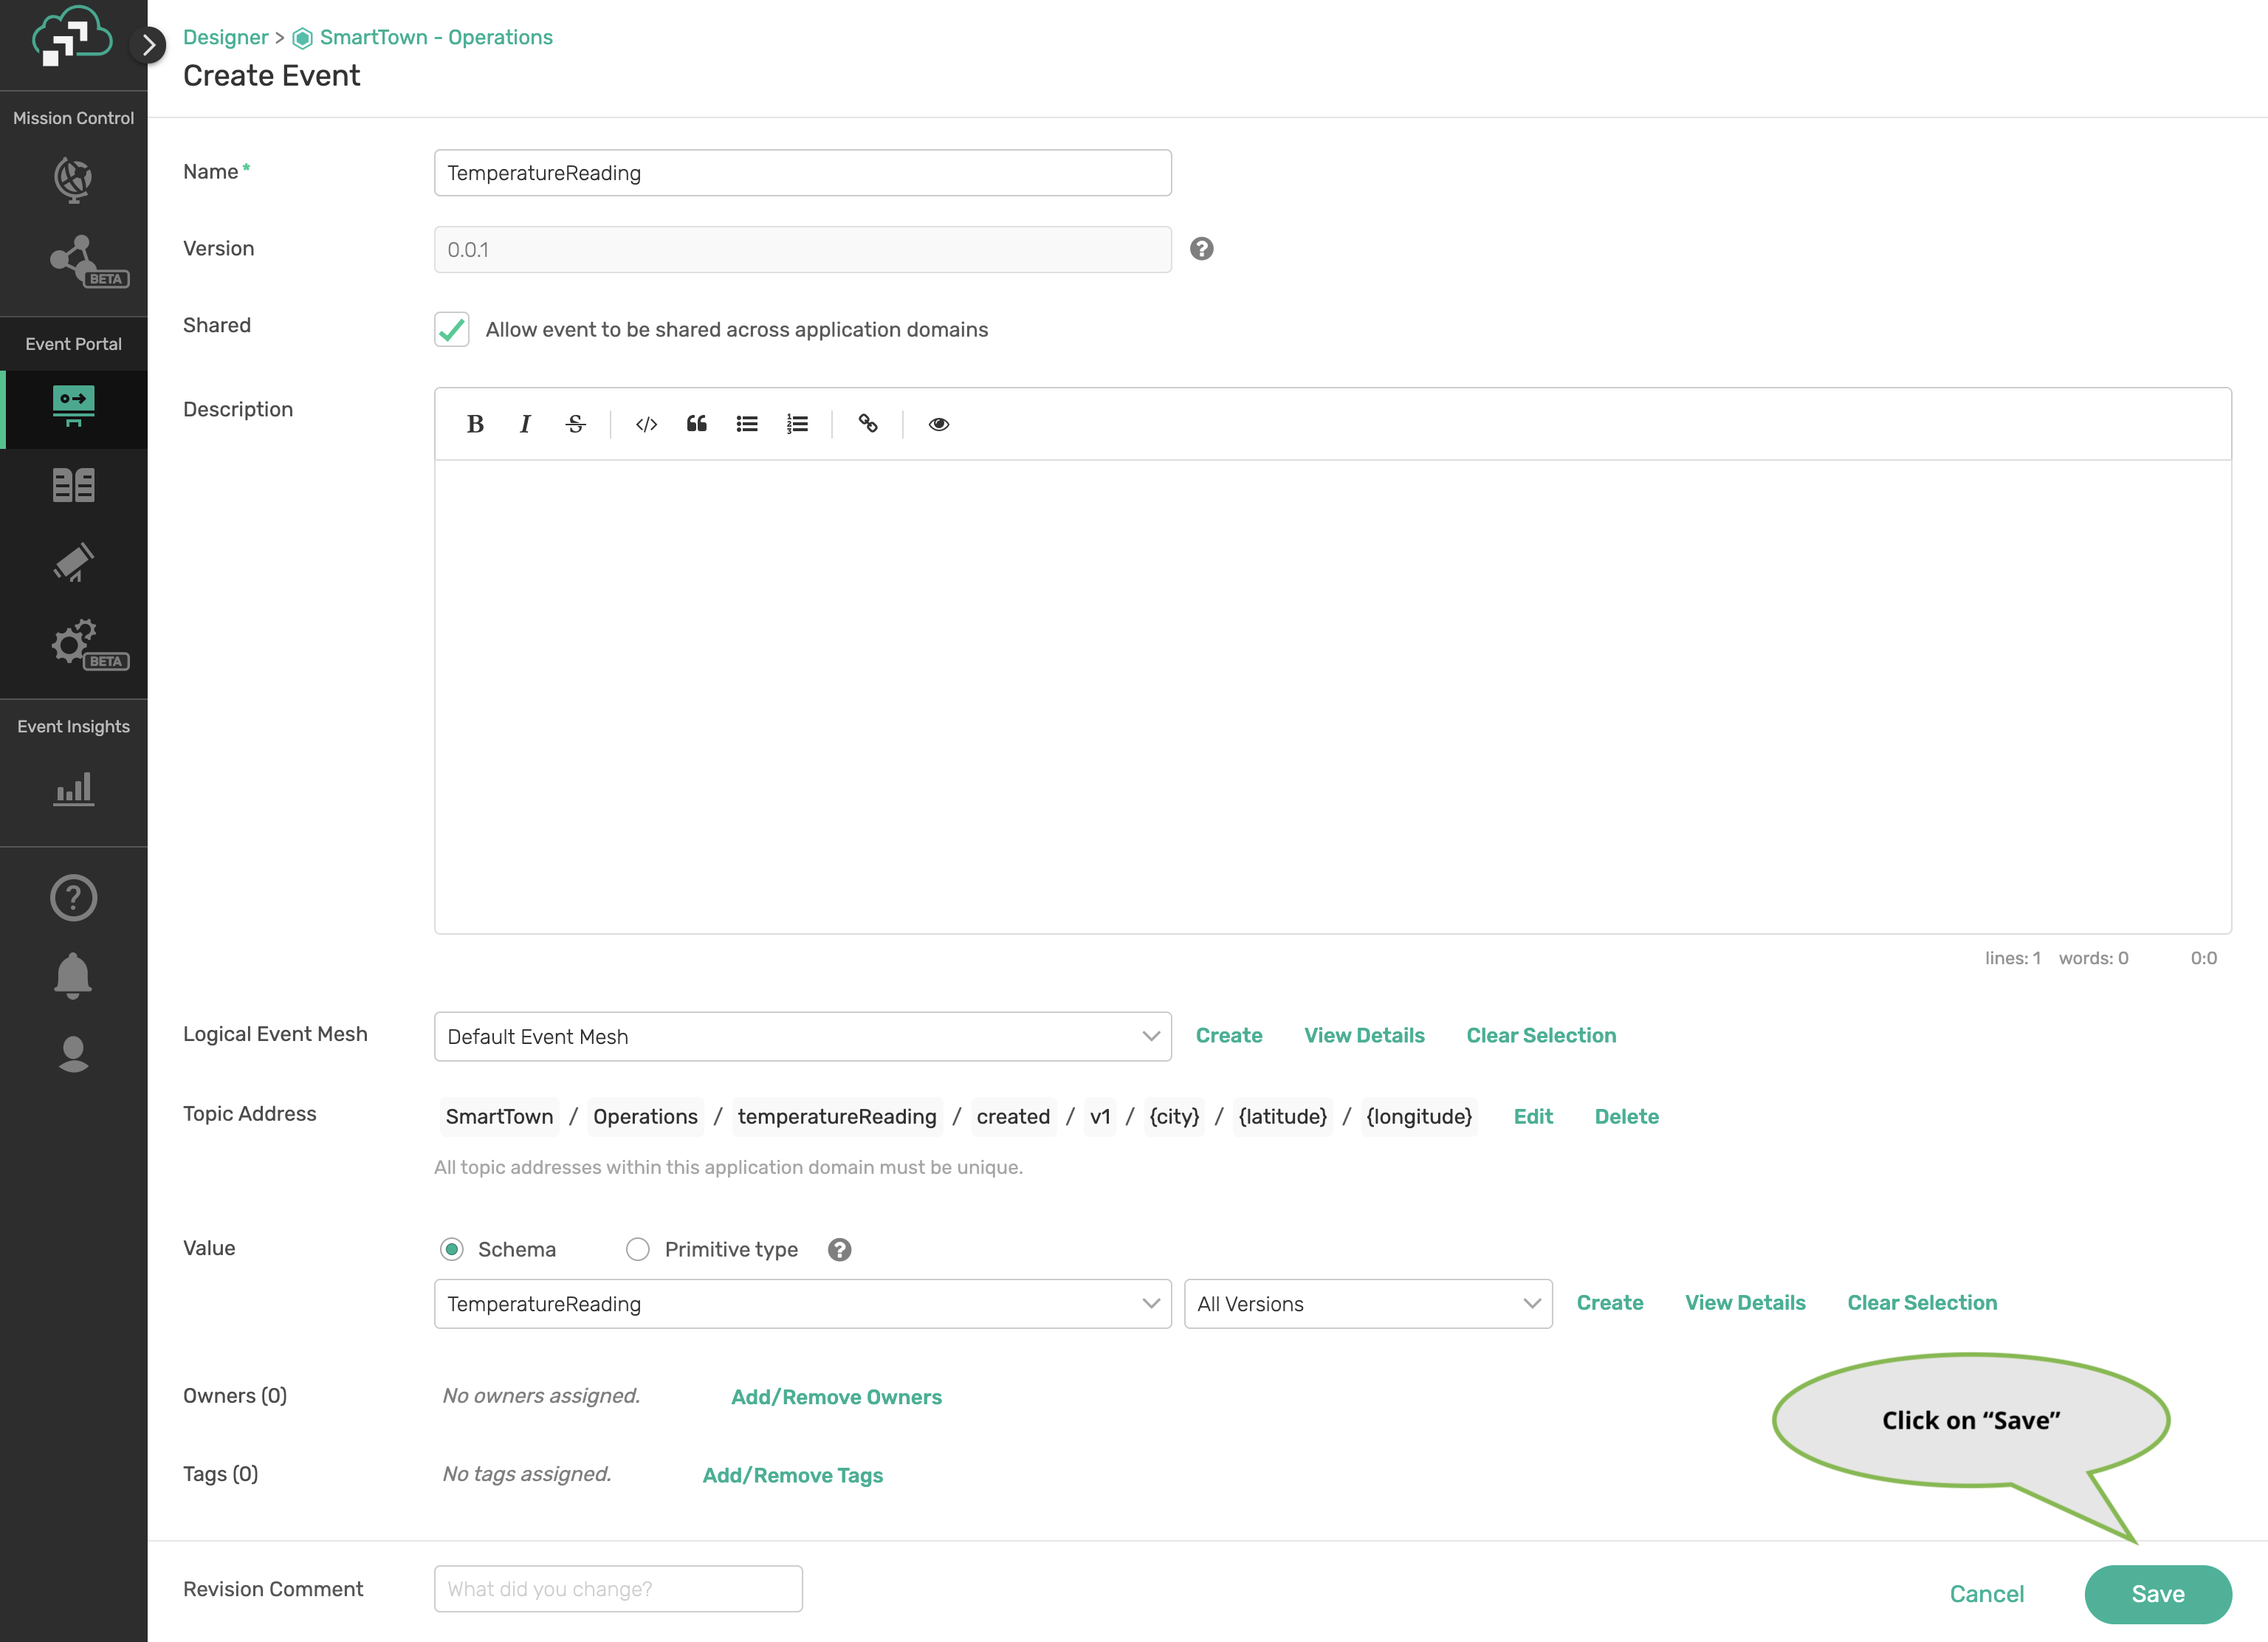 Designer > SmartTown - Operations
Create Event
Mission Control
BETA
Event Portal
BETA
Event Insights
Name *
TemperatureReading
Version
0.0.1
Shared
Allow event to be shared across application domains
Description
B I S
lines: 1 words: 0 0:0
Logical Event Mesh
Default Event Mesh
Create View Details Clear Selection
Topic Address
SmartTown / Operations / temperatureReading / created / v1 / {city} / {latitude} / {longitude} Edit Delete
All topic addresses within this application domain must be unique.
Value
Schema Primitive type
TemperatureReading All Versions Create View Details Clear Selection
Owners (0) No owners assigned. Add/Remove Owners
Click on “Save”
Tags (0) No tags assigned. Add/Remove Tags
Revision Comment What did you change?
Cancel Save